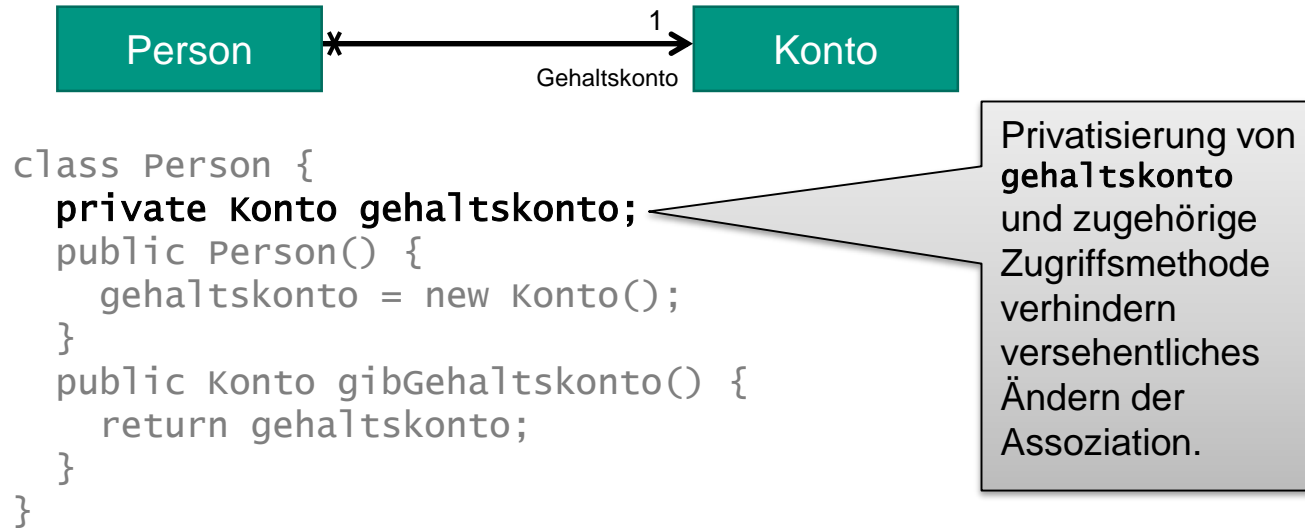 Person
1
Gehaltskonto
Konto
class Person {
private Konto gehaltskonto;
public Person() {
gehaltskonto = new Konto();
}
public Konto gibGehaltskonto() {
return gehaltskonto;
}
}
Privatisierung von
gehaltskonto
und zugehörige
Zugriffsmethode
verhindern
versehentliches
Ändern der
Assoziation.